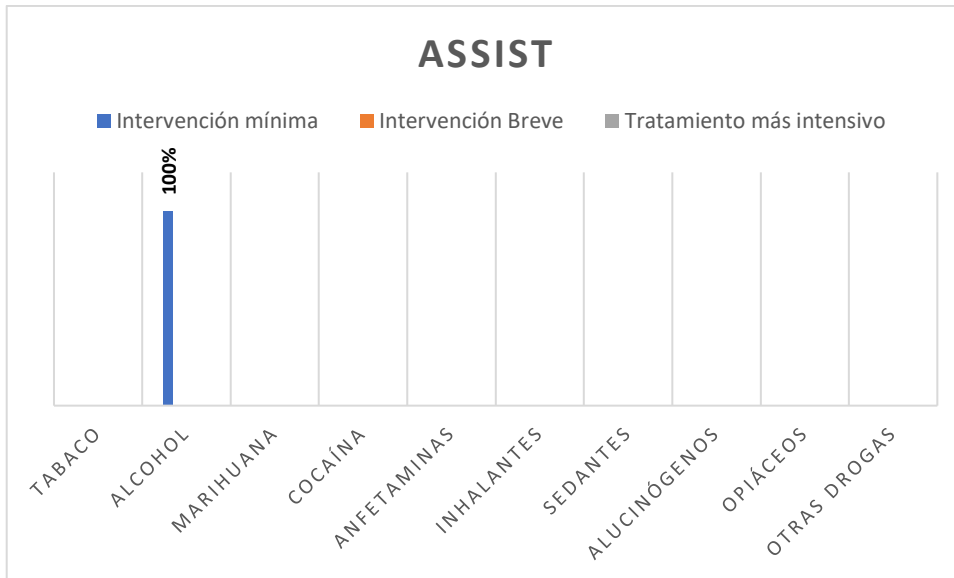 ASSIST
Intervención mínima Intervención Breve Tratamiento más intensivo
100%
TABACO
ALCOHOL
MARIHUANA
COCAÍNA
ANFETAMINAS
INHALANTES
SEDANTES
ALUCINÓGENOS
OPIÁCEOS
OTRAS DROGAS